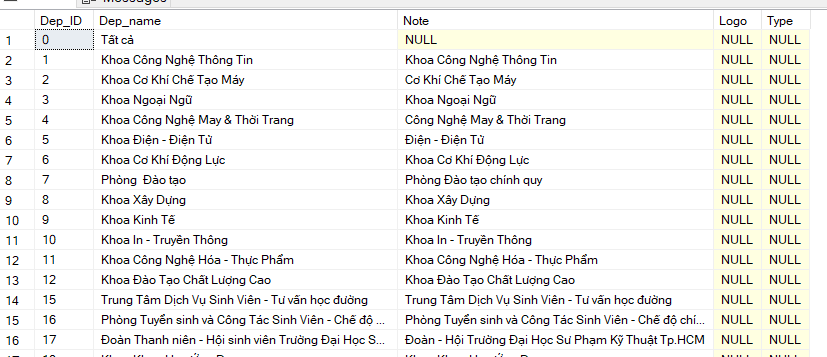 Messages
Dep_ID Dep_name Note Logo Type
1 0 Tất cả NULL NULL NULL
2 1 Khoa Công Nghệ Thông Tin Khoa Công Nghệ Thông Tin NULL NULL
3 2 Khoa Cơ Khí Chế Tạo Máy Cơ Khí Chế Tạo Máy NULL NULL
4 3 Khoa Ngoại Ngữ Khoa Ngoại Ngữ NULL NULL
5 4 Khoa Công Nghệ May & Thời Trang Công Nghệ May & Thời Trang NULL NULL
6 5 Khoa Điện - Điện Tử Điện - Điện Tử NULL NULL
7 6 Khoa Cơ Khí Động Lực Khoa Cơ Khí Động Lực NULL NULL
8 7 Phòng Đào tạo Phòng Đào tạo chính quy NULL NULL
9 8 Khoa Xây Dựng Khoa Xây Dựng NULL NULL
10 9 Khoa Kinh Tế Khoa Kinh Tế NULL NULL
11 10 Khoa In - Truyền Thông Khoa In - Truyền Thông NULL NULL
12 11 Khoa Công Nghệ Hóa - Thực Phẩm Khoa Công Nghệ Hóa - Thực Phẩm NULL NULL
13 12 Khoa Đào Tạo Chất Lượng Cao Khoa Đào Tạo Chất Lượng Cao NULL NULL
14 15 Trung Tâm Dịch Vụ Sinh Viên - Tư vấn học đường Trung Tâm Dịch Vụ Sinh Viên - Tư vấn học đường NULL NULL
15 16 Phòng Tuyển sinh và Công Tác Sinh Viên - Chế độ ... Phòng Tuyển sinh và Công Tác Sinh Viên - Chế độ chí... NULL NULL
16 17 Đoàn Thanh niên - Hội sinh viên Trường Đại Học S... Đoàn - Hội Trường Đại Học Sư Phạm Kỹ Thuật Tp.HCM NULL NULL